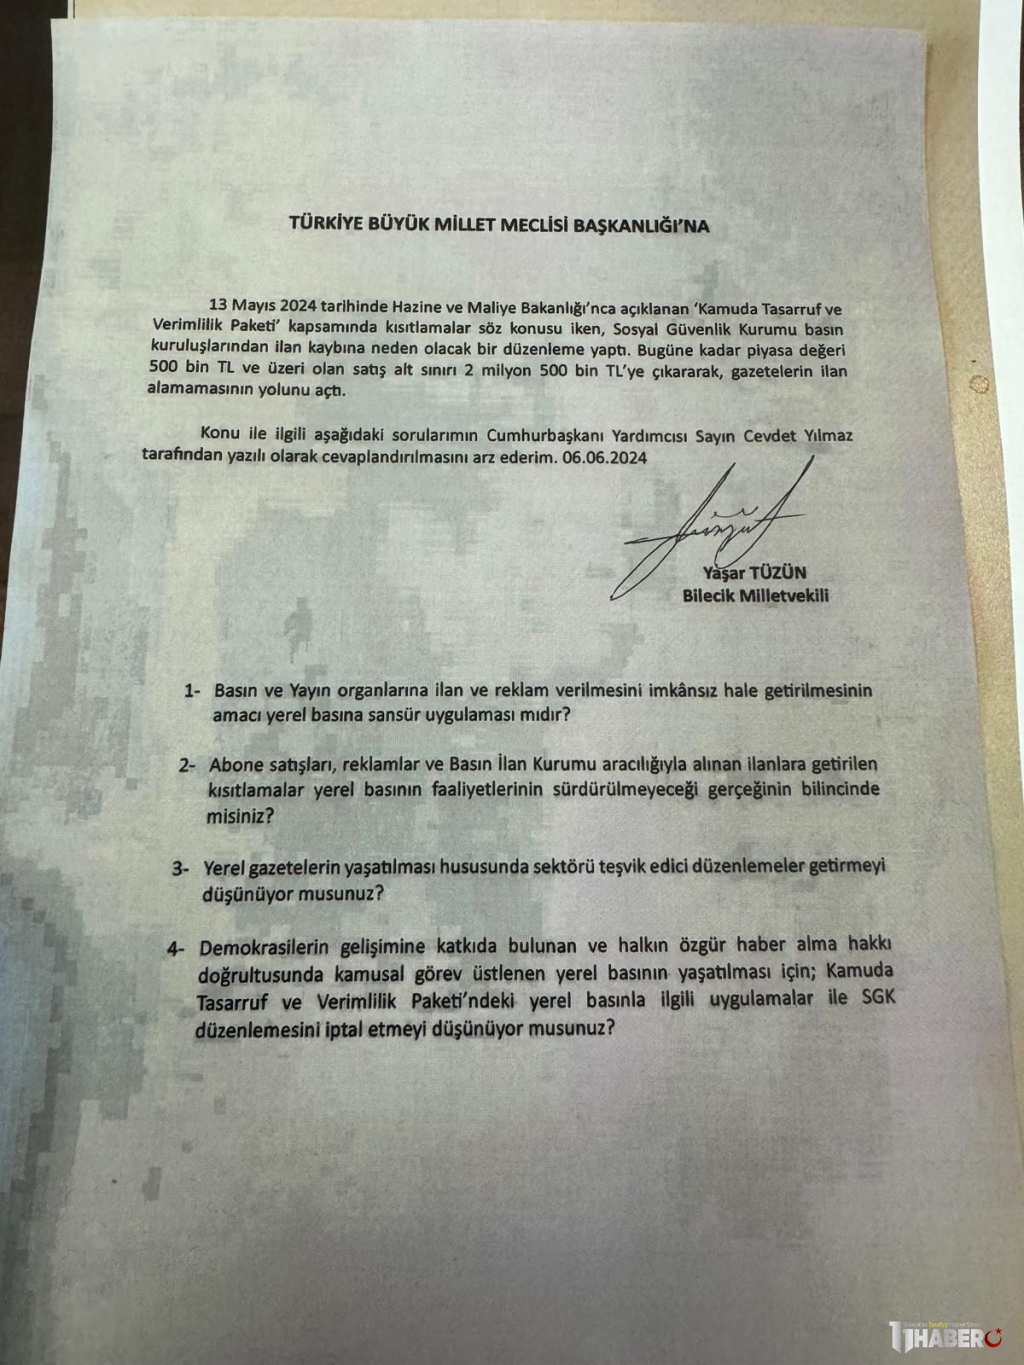 TÜRKİYE BÜYÜK MİLLET MECLİSİ BAŞKANLIĞI'NA
13 Mayıs 2024 tarihinde Hazine ve Maliye Bakanlığı'nca açıklanan 'Kamuda Tasarruf ve
Verimlilik Paketi' kapsamında kısıtlamalar söz konusu iken, Sosyal Güvenlik Kurumu basın
kuruluşlarından ilan kaybına neden olacak bir düzenleme yaptı. Bugüne kadar piyasa değeri
500 bin TL ve üzeri olan satış alt sınırı 2 milyon 500 bin TL'ye çıkararak, gazetelerin ilan
alamamasının yolunu açtı.
Konu ile ilgili aşağıdaki sorularımın Cumhurbaşkanı Yardımcısı Sayın Cevdet Yılmaz
tarafından yazılı olarak cevaplandırılmasını arz ederim. 06.06.2024
Yaşar TÜZÜN
Bilecik Milletvekili
1- Basın ve Yayın organlarına ilan ve reklam verilmesini imkânsız hale getirilmesinin
amacı yerel basına sansür uygulaması mıdır?
2- Abone satışları, reklamlar ve Basın İlan Kurumu aracılığıyla alınan ilanlara getirilen
kısıtlamalar yerel basının faaliyetlerinin sürdürülmeyeceği gerçeğinin bilincinde
misiniz?
3- Yerel gazetelerin yaşatılması hususunda sektörü teşvik edici düzenlemeler getirmeyi
düşünüyor musunuz?
4- Demokrasilerin gelişimine katkıda bulunan ve halkın özgür haber alma hakkı
doğrultusunda kamusal görev üstlenen yerel basının yaşatılması için; Kamuda
Tasarruf ve Verimlilik Paketi'ndeki yerel basınla ilgili uygulamalar ile SGK
düzenlemesini iptal etmeyi düşünüyor musunuz?
11HABER